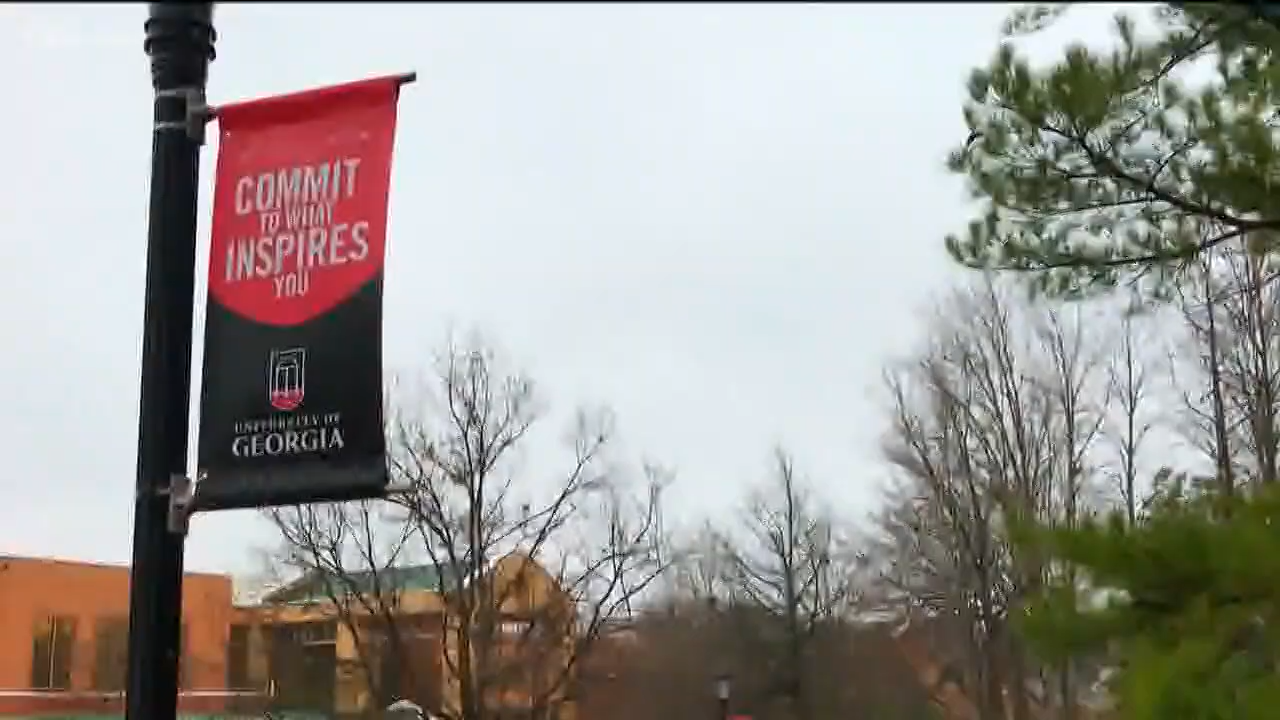 COMMIT
TO WHAT
INSPIRES
YOU
UNIVERSITY OF
GEORGIA